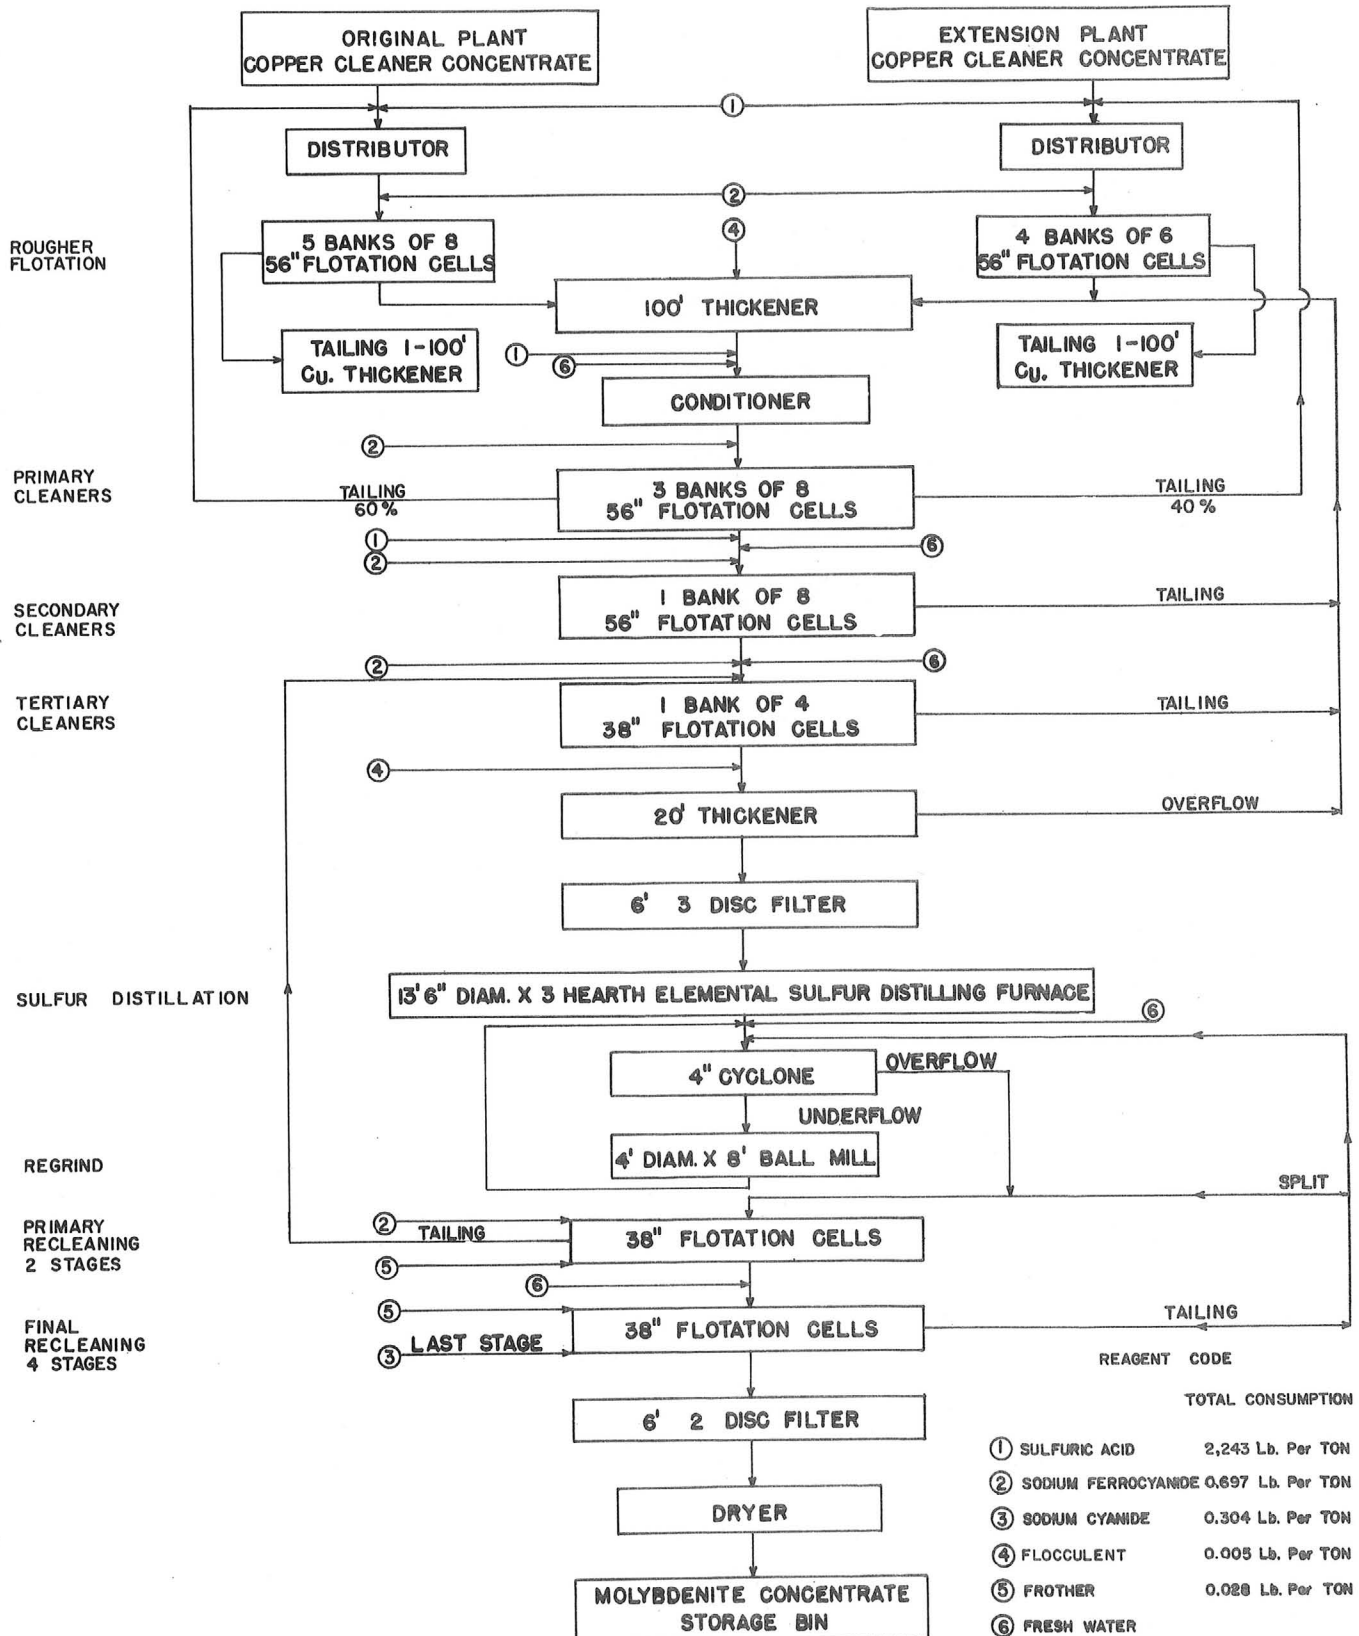 ORIGINAL PLANT
COPPER CLEANER CONCENTRATE
EXTENSION PLANT
COPPER CLEANER CONCENTRATE
1
DISTRIBUTOR
DISTRIBUTOR
2
ROUGHER
FLOTATION
5 BANKS OF 8
56" FLOTATION CELLS
4
4 BANKS OF 6
56" FLOTATION CELLS
100' THICKENER
TAILING 1-100'
Cu. THICKENER
1
6
TAILING 1-100'
Cu. THICKENER
CONDITIONER
2
PRIMARY
CLEANERS
TAILING
60%
3 BANKS OF 8
56" FLOTATION CELLS
TAILING
40%
1
6
2
SECONDARY
CLEANERS
1 BANK OF 8
56" FLOTATION CELLS
TAILING
2
6
TERTIARY
CLEANERS
1 BANK OF 4
38" FLOTATION CELLS
TAILING
4
20' THICKENER
OVERFLOW
6' 3 DISC FILTER
SULFUR DISTILLATION
13'6" DIAM. X 3 HEARTH ELEMENTAL SULFUR DISTILLING FURNACE
6
4" CYCLONE
OVERFLOW
UNDERFLOW
REGRIND
4' DIAM. X 8' BALL MILL
SPLIT
PRIMARY
RECLEANING
2 STAGES
2
TAILING
5
38" FLOTATION CELLS
6
FINAL
RECLEANING
4 STAGES
5
3 LAST STAGE
38" FLOTATION CELLS
TAILING
6' 2 DISC FILTER
DRYER
MOLYBDENITE CONCENTRATE
STORAGE BIN
REAGENT CODE
TOTAL CONSUMPTION
1 SULFURIC ACID 2,243 Lb. Per TON
2 SODIUM FERROCYANIDE 0.697 Lb. Per TON
3 SODIUM CYANIDE 0.304 Lb. Per TON
4 FLOCCULENT 0.005 Lb. Per TON
5 FROTHER 0.028 Lb. Per TON
6 FRESH WATER